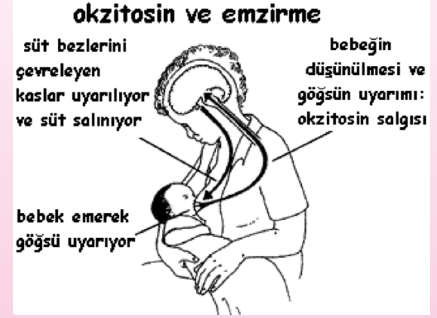 okzitosin ve emzirme
süt bezlerini
çevreleyen
kaslar uyarılıyor
ve süt salınıyor
bebeğin
düşünülmesi ve
göğsün uyarımı:
okzitosin salgısı
bebek emerek
göğsü uyarıyor